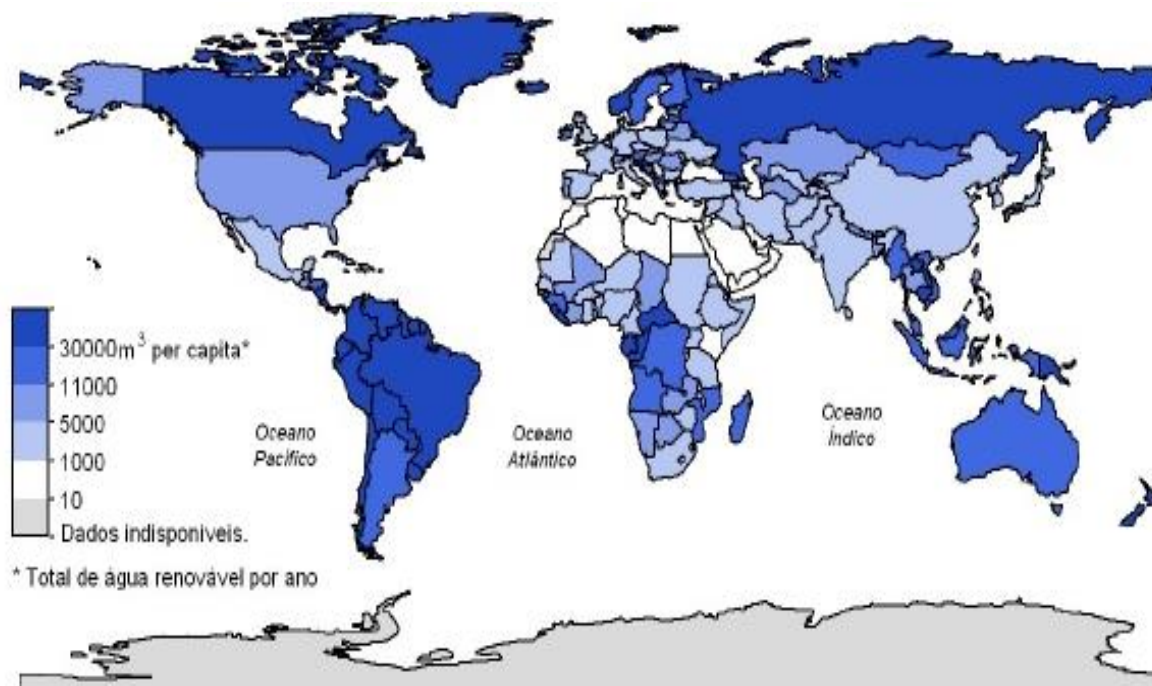 30000m³ per capita*
11000
5000
1000
10
Dados indisponíveis.
* Total de água renovável por ano
Oceano
Pacífico
Oceano
Atlântico
Oceano
Índico